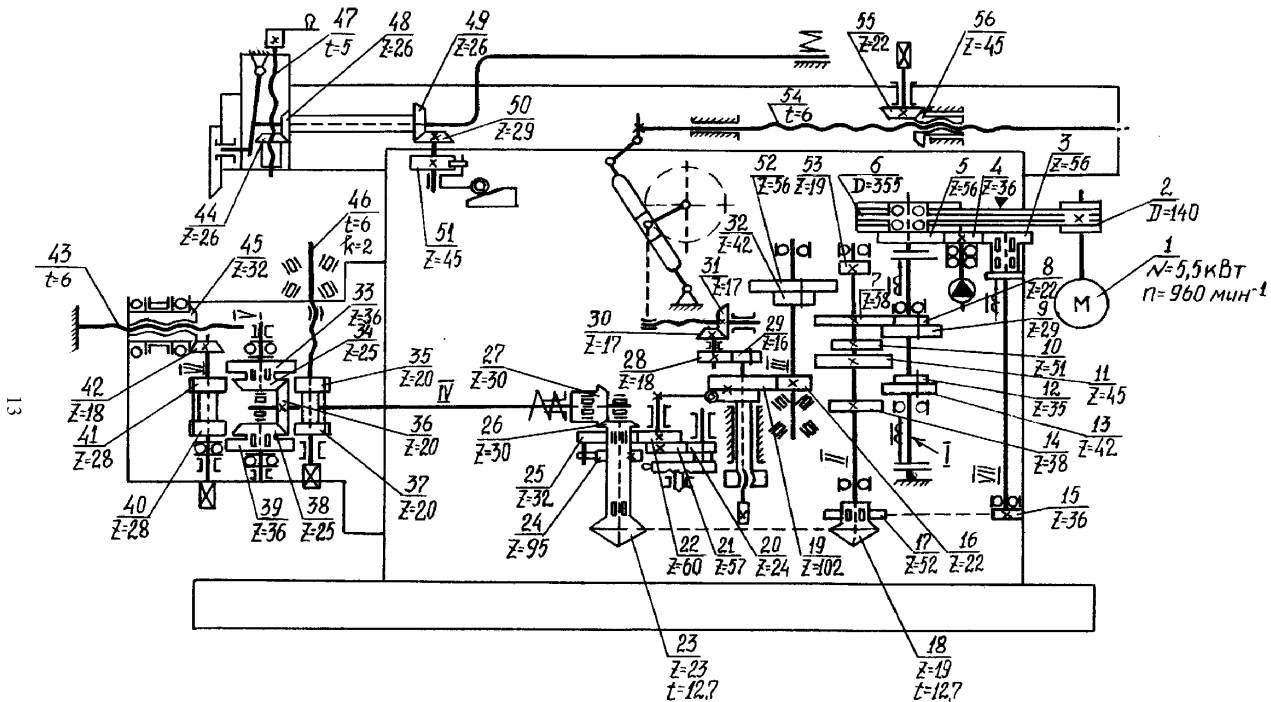 47
t=5
48
Z=26
49
Z=26
55
Z=22
56
Z=45
54
t=6
50
Z=29
3
Z=56
52
Z=56
53
Z=19
6
D=355
5
Z=56
4
Z=36
2
D=140
44
Z=26
46
t=6
k=2
51
Z=45
32
Z=42
1
N=5,5кВт
n=960 мин-1
М
43
t=6
45
Z=32
33
Z=36
34
Z=25
31
Z=17
7
Z=38
8
Z=22
9
Z=29
30
Z=17
29
Z=16
10
Z=51
V
VI
III
35
Z=20
27
Z=30
28
Z=18
11
Z=45
42
Z=18
IV
36
Z=20
26
Z=30
12
Z=35
13
41
Z=28
13
Z=42
25
Z=32
14
Z=38
I
II
VII
37
Z=20
40
Z=28
39
Z=36
38
Z=25
24
Z=95
22
Z=60
21
Z=57
20
Z=24
19
Z=102
17
Z=52
16
Z=22
15
Z=36
23
Z=23
t=12,7
18
Z=19
t=12,7